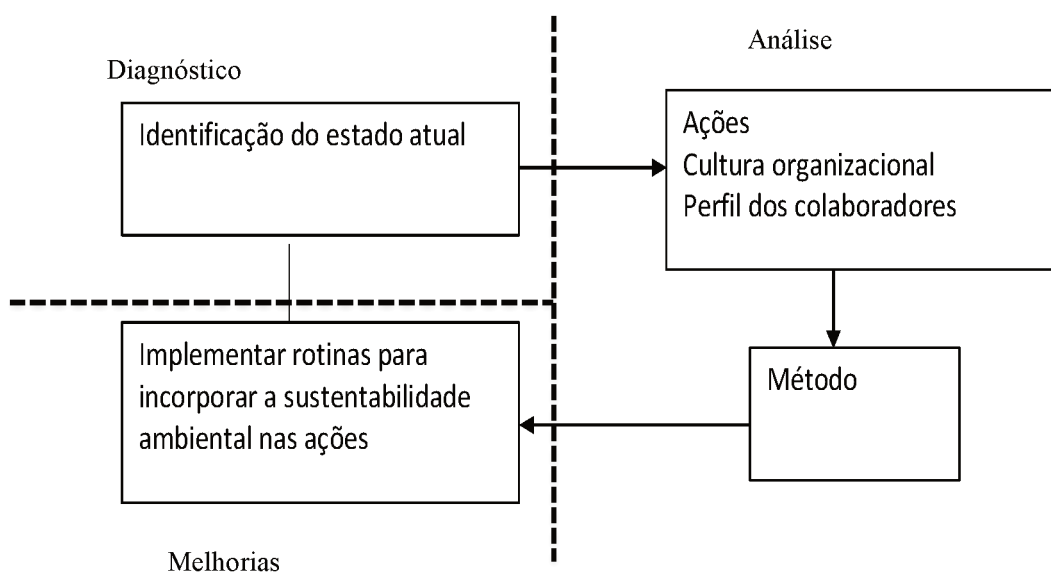 Diagnóstico
Identificação do estado atual
Análise
Ações
Cultura organizacional
Perfil dos colaboradores
Método
Implementar rotinas para
incorporar a sustentabilidade
ambiental nas ações
Melhorias